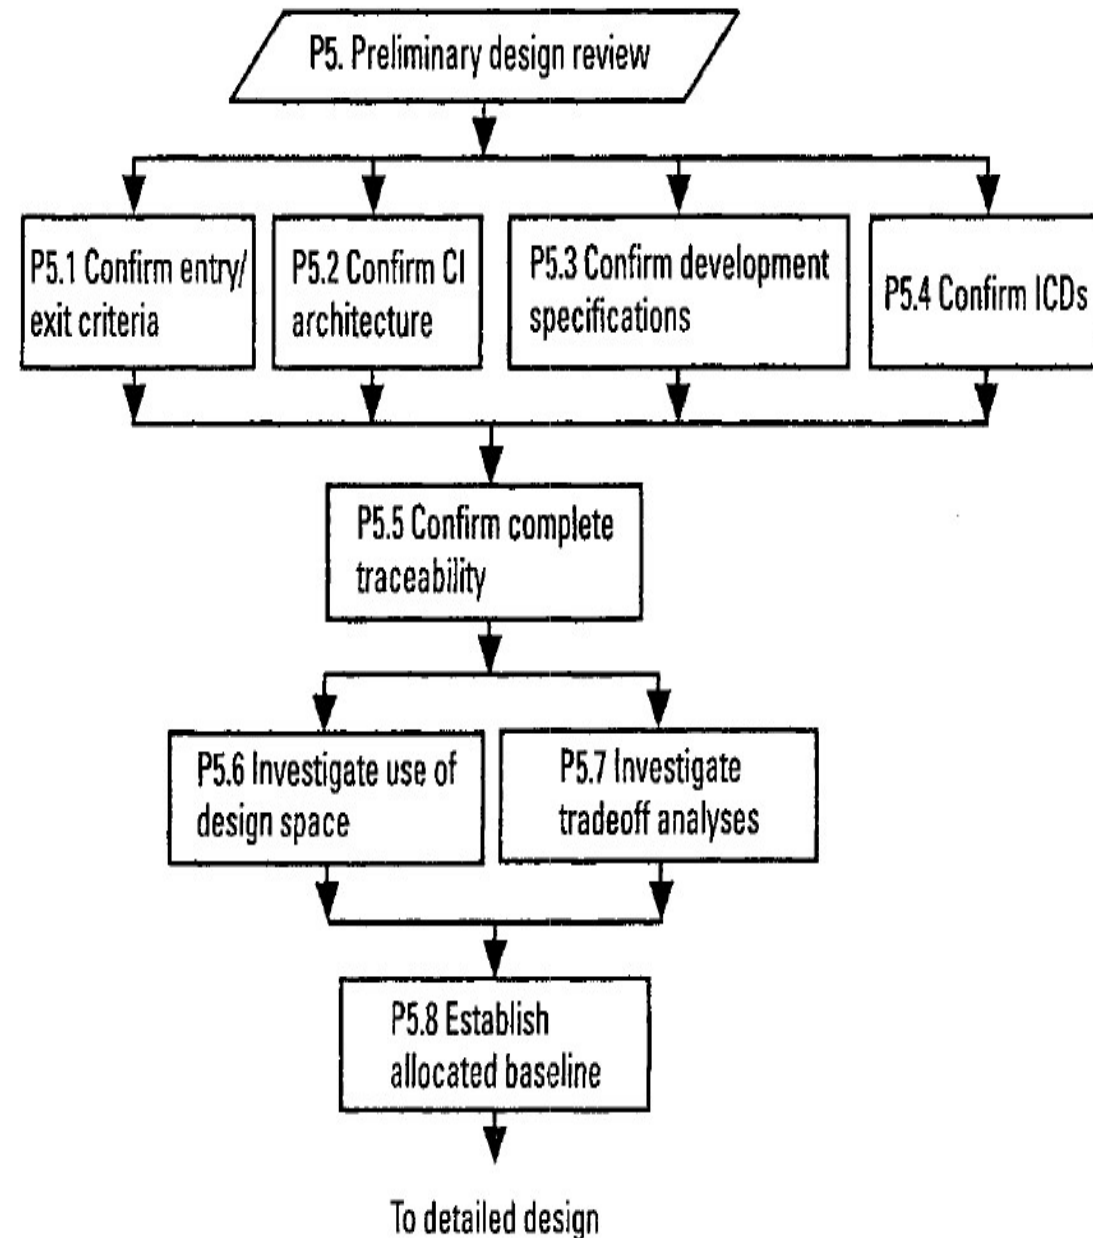 P5. Preliminary design review
P5.1 Confirm entry/
exit criteria
P5.2 Confirm CI
architecture
P5.3 Confirm development
specifications
P5.4 Confirm ICDs
P5.5 Confirm complete
traceability
P5.6 Investigate use of
design space
P5.7 Investigate
tradeoff analyses
P5.8 Establish
allocated baseline
To detailed design